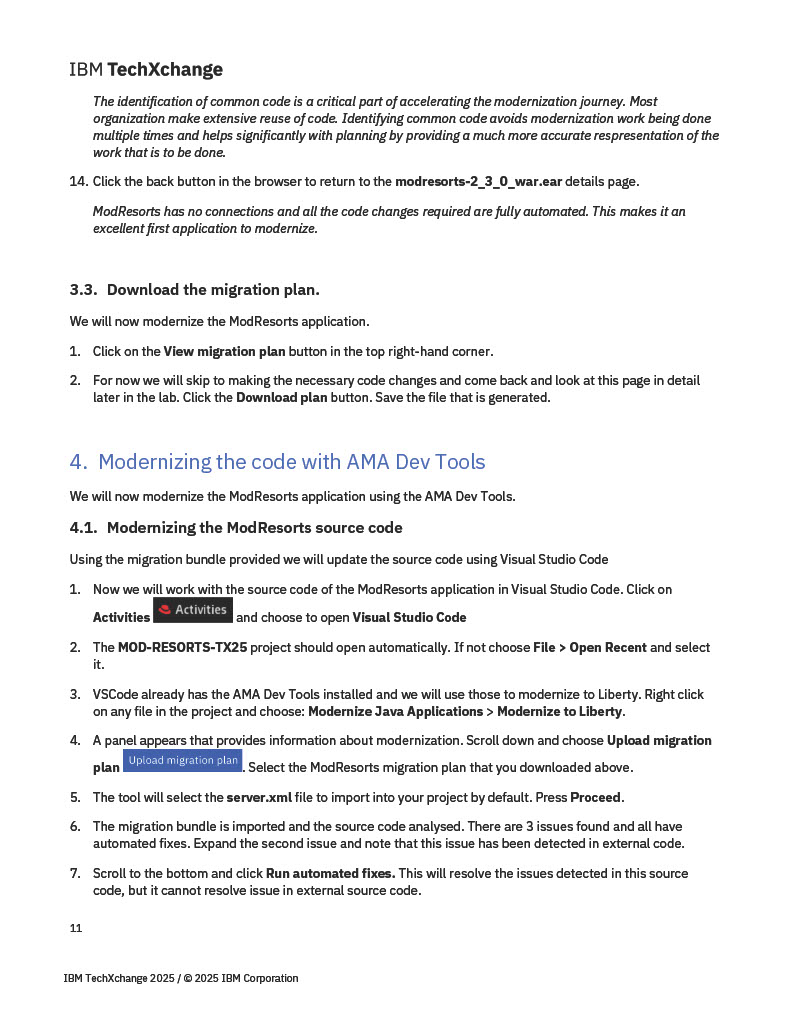 IBM TechXchange
The identification of common code is a critical part of accelerating the modernization journey. Most
organization make extensive reuse of code. Identifying common code avoids modernization work being done
multiple times and helps significantly with planning by providing a much more accurate respresentation of the
work that is to be done.
14. Click the back button in the browser to return to the modresorts-2_3_0_war.ear details page.
ModResorts has no connections and all the code changes required are fully automated. This makes it an
excellent first application to modernize.
3.3. Download the migration plan.
We will now modernize the ModResorts application.
1. Click on the View migration plan button in the top right-hand corner.
2. For now we will skip to making the necessary code changes and come back and look at this page in detail
later in the lab. Click the Download plan button. Save the file that is generated.
4. Modernizing the code with AMA Dev Tools
We will now modernize the ModResorts application using the AMA Dev Tools.
4.1. Modernizing the ModResorts source code
Using the migration bundle provided we will update the source code using Visual Studio Code
1. Now we will work with the source code of the ModResorts application in Visual Studio Code. Click on
Activities Activities and choose to open Visual Studio Code
2. The MOD-RESORTS-TX25 project should open automatically. If not choose File > Open Recent and select
it.
3. VSCode already has the AMA Dev Tools installed and we will use those to modernize to Liberty. Right click
on any file in the project and choose: Modernize Java Applications > Modernize to Liberty.
4. A panel appears that provides information about modernization. Scroll down and choose Upload migration
plan Upload migration plan. Select the ModResorts migration plan that you downloaded above.
5. The tool will select the server.xml file to import into your project by default. Press Proceed.
6. The migration bundle is imported and the source code analysed. There are 3 issues found and all have
automated fixes. Expand the second issue and note that this issue has been detected in external code.
7. Scroll to the bottom and click Run automated fixes. This will resolve the issues detected in this source
code, but it cannot resolve issue in external source code.
11
IBM TechXchange 2025 / © 2025 IBM Corporation